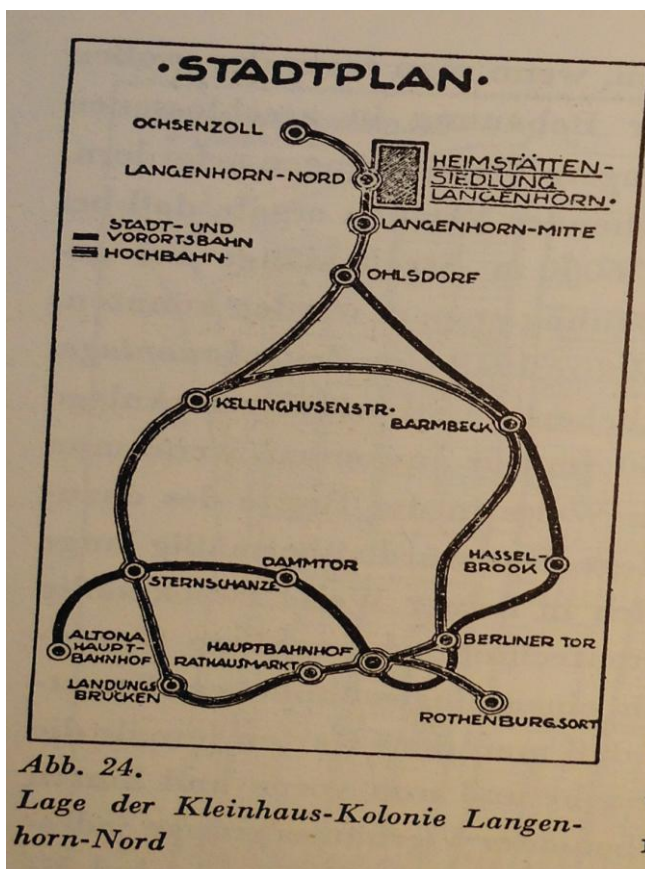 ·STADTPLAN·
OCHSENZOLL
LANGENHORN-NORD
HEIMSTÄTTEN-
SIEDLUNG
LANGENHORN·
STADT- UND
VORORTSBAHN
HOCHBAHN
LANGENHORN-MITTE
OHLSDORF
KELLINGHUSENSTR·
BARMBECK
HASSEL-
BROOK
DAMMTOR
STERNSCHANZE
ALTONA
HAUPT-
BAHNHOF
HAUPTBAHNHOF
RATHAUSMARKT
BERLINER TOR
LANDUNGS
BRÜCKEN
ROTHENBURGSORT
Abb. 24.
Lage der Kleinhaus-Kolonie Langen-
horn-Nord